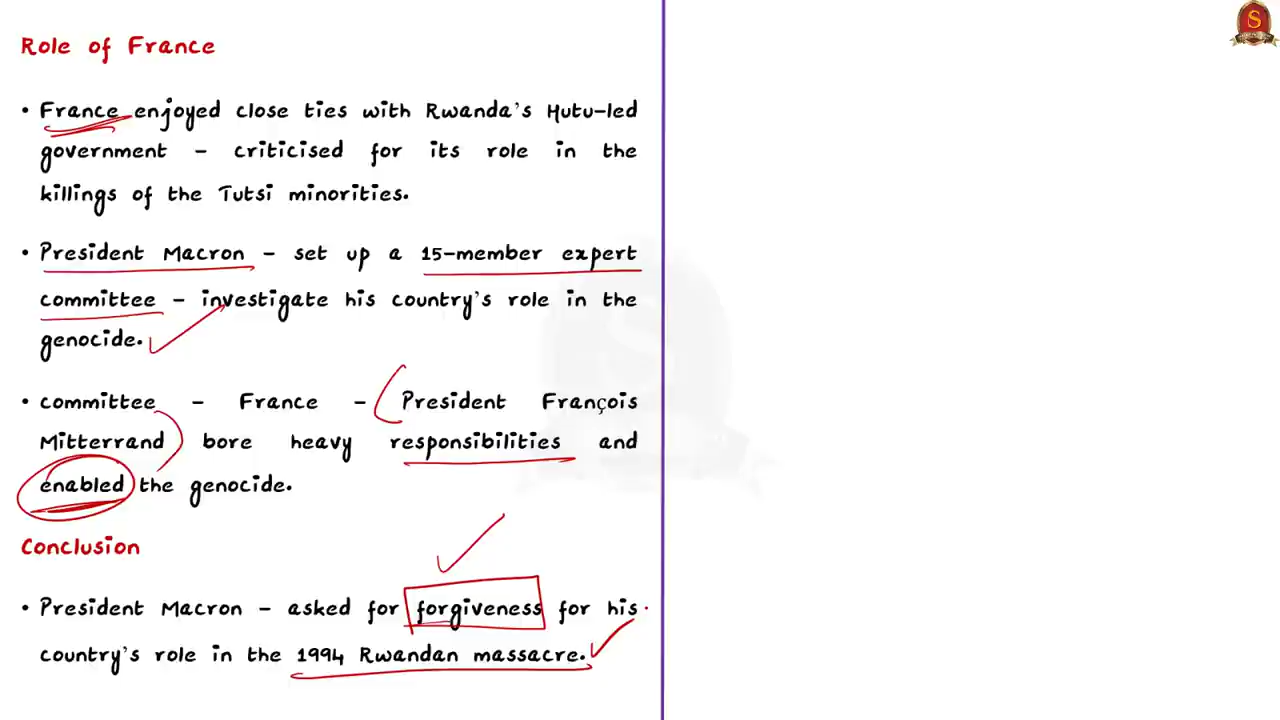 Role of France
• France enjoyed close ties with Rwanda's Hutu-led
government – criticised for its role in the
killings of the Tutsi minorities.
• President Macron – set up a 15-member expert
committee – investigate his country's role in the
genocide.
• committee – France – President François
Mitterrand bore heavy responsibilities and
enabled the genocide.
Conclusion
• President Macron – asked for forgiveness for his
country's role in the 1994 Rwandan massacre.
S